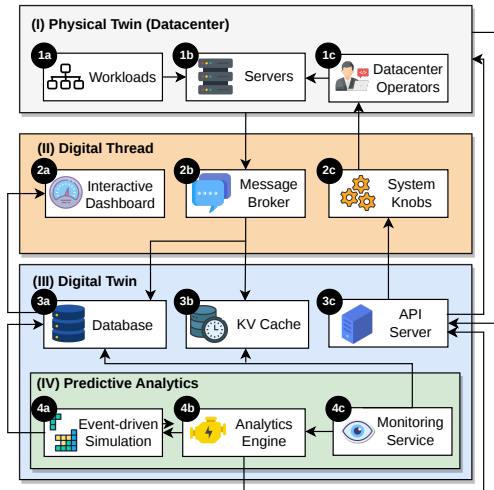 (I) Physical Twin (Datacenter)
1a
Workloads
1b
Servers
1c
Datacenter
Operators
(II) Digital Thread
2a
Interactive
Dashboard
2b
Message
Broker
2c
System
Knobs
(III) Digital Twin
3a
Database
3b
KV Cache
3c
API
Server
(IV) Predictive Analytics
4a
Event-driven
Simulation
4b
Analytics
Engine
4c
Monitoring
Service